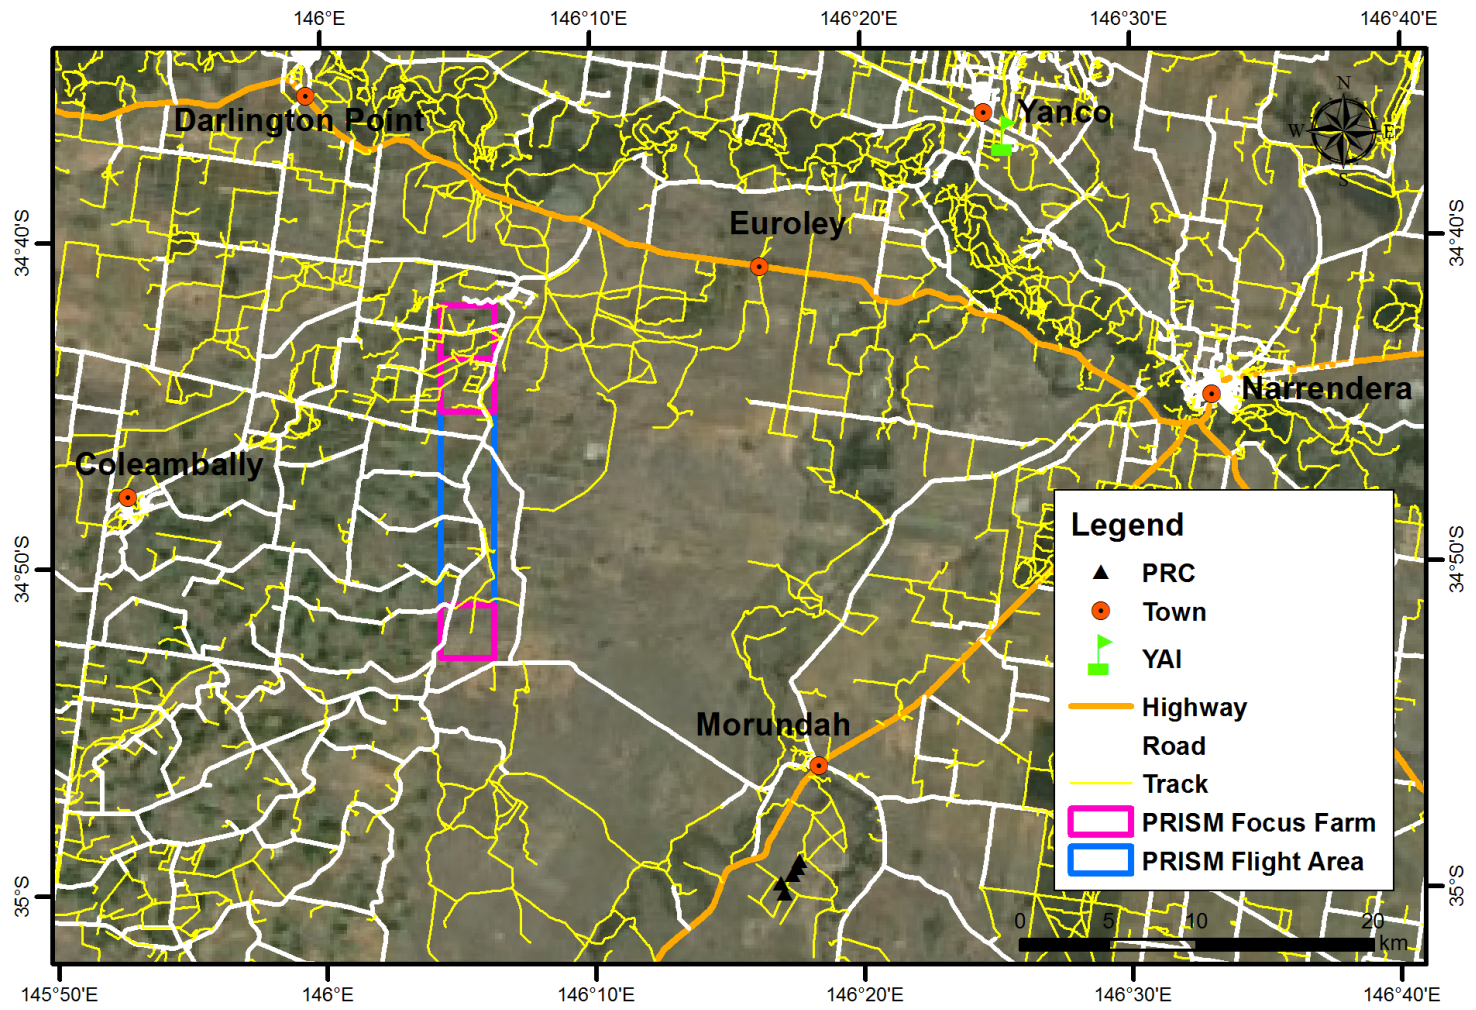 146°E
146°10'E
146°20'E
146°30'E
146°40'E
N
W
E
S
Darlington Point
Yanco
Euroley
34°40'S
34°40'S
Narrendera
Coleambally
34°50'S
34°50'S
Legend
PRC
Town
YAI
Highway
Road
Track
PRISM Focus Farm
PRISM Flight Area
Morundah
35°S
35°S
0
5
10
20
km
145°50'E
146°E
146°10'E
146°20'E
146°30'E
146°40'E